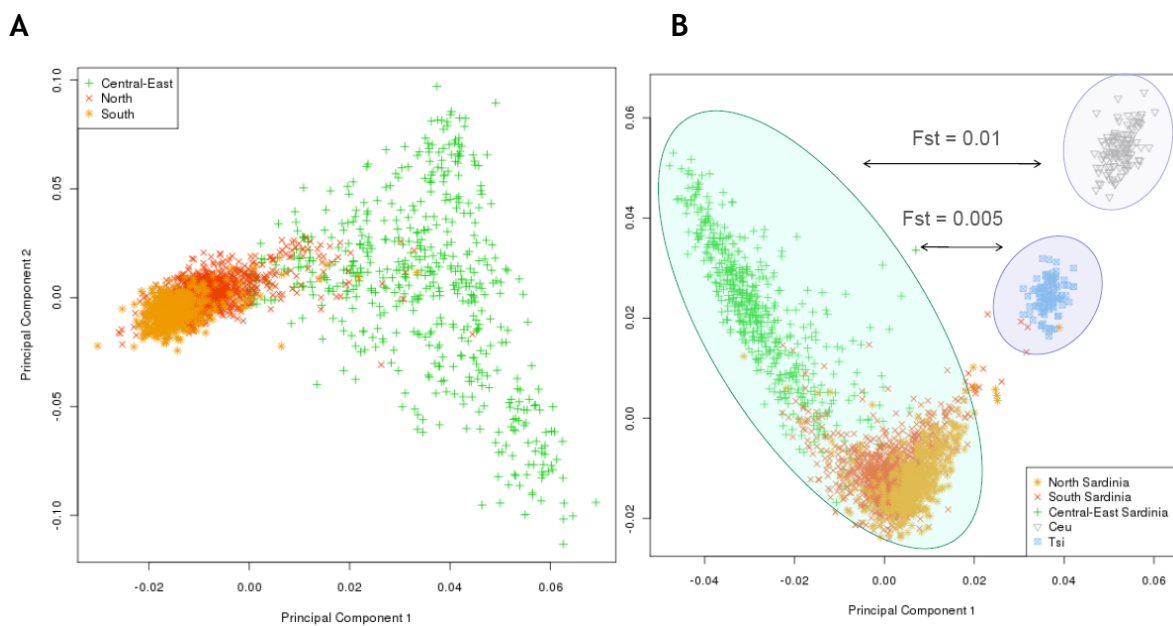 A
Central-East
North
South
0.10
0.05
0.00
-0.05
-0.10
Principal Component 2
-0.02
0.00
0.02
0.04
0.06
Principal Component 1
B
Fst = 0.01
Fst = 0.005
0.06
0.04
0.02
0.00
-0.02
North Sardinia
South Sardinia
Central-East Sardinia
Ceu
Tsi
-0.04
-0.02
0.00
0.02
0.04
0.06
Principal Component 1